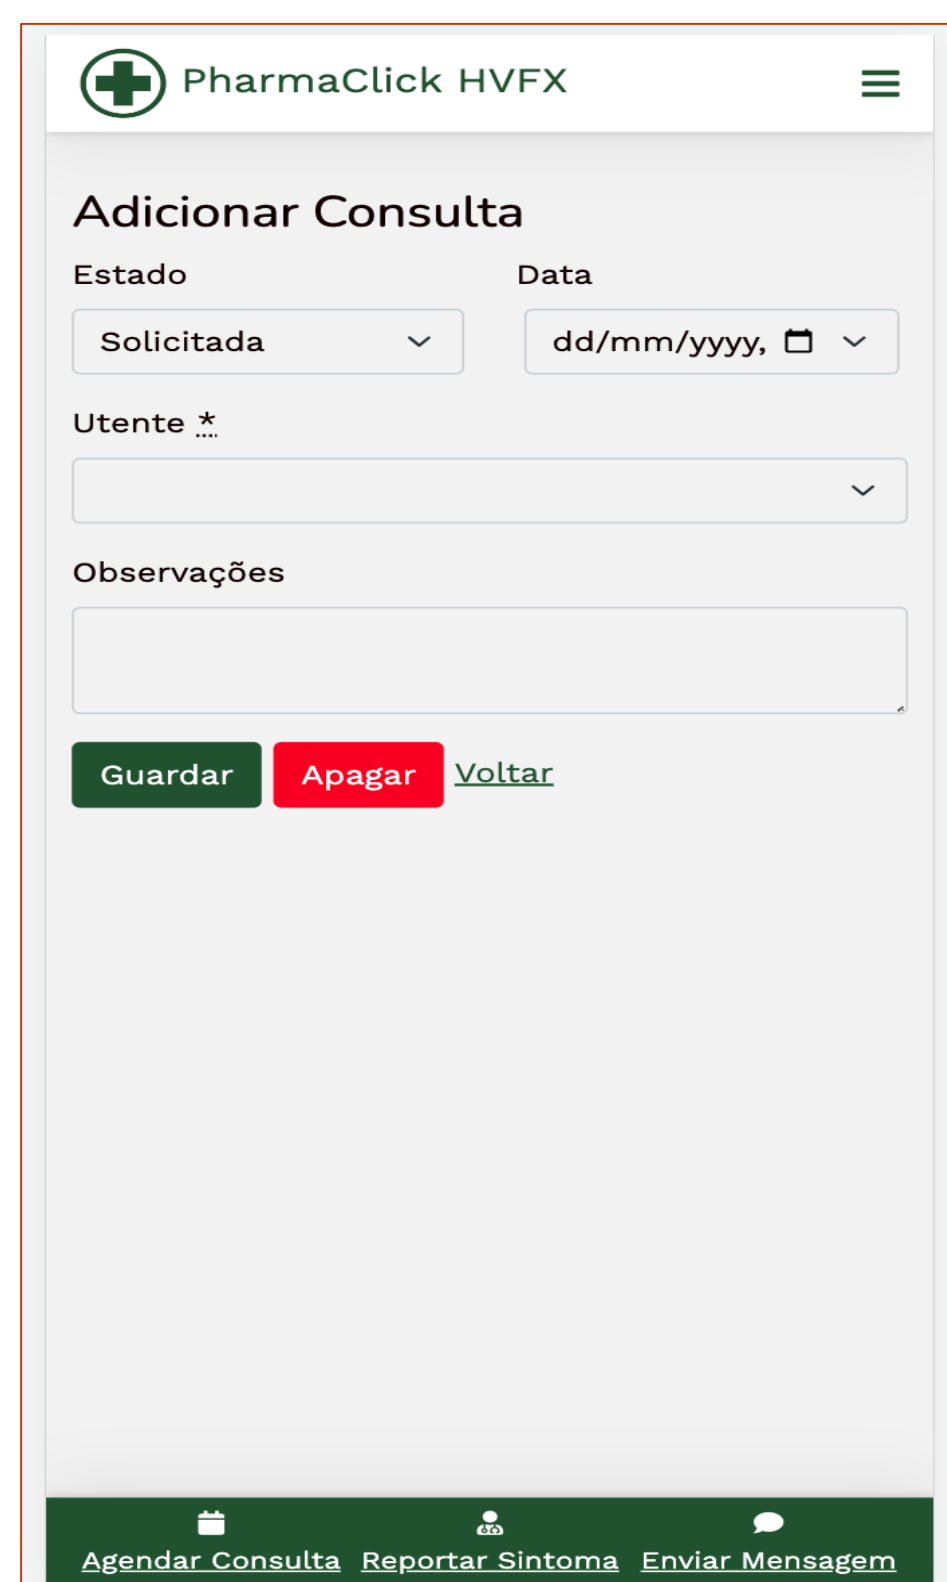 PharmaClick HVFX
Adicionar Consulta
Estado Data
Solicitada dd/mm/yyyy,
Utente *
Observações
Guardar Apagar Voltar
Agendar Consulta Reportar Sintoma Enviar Mensagem